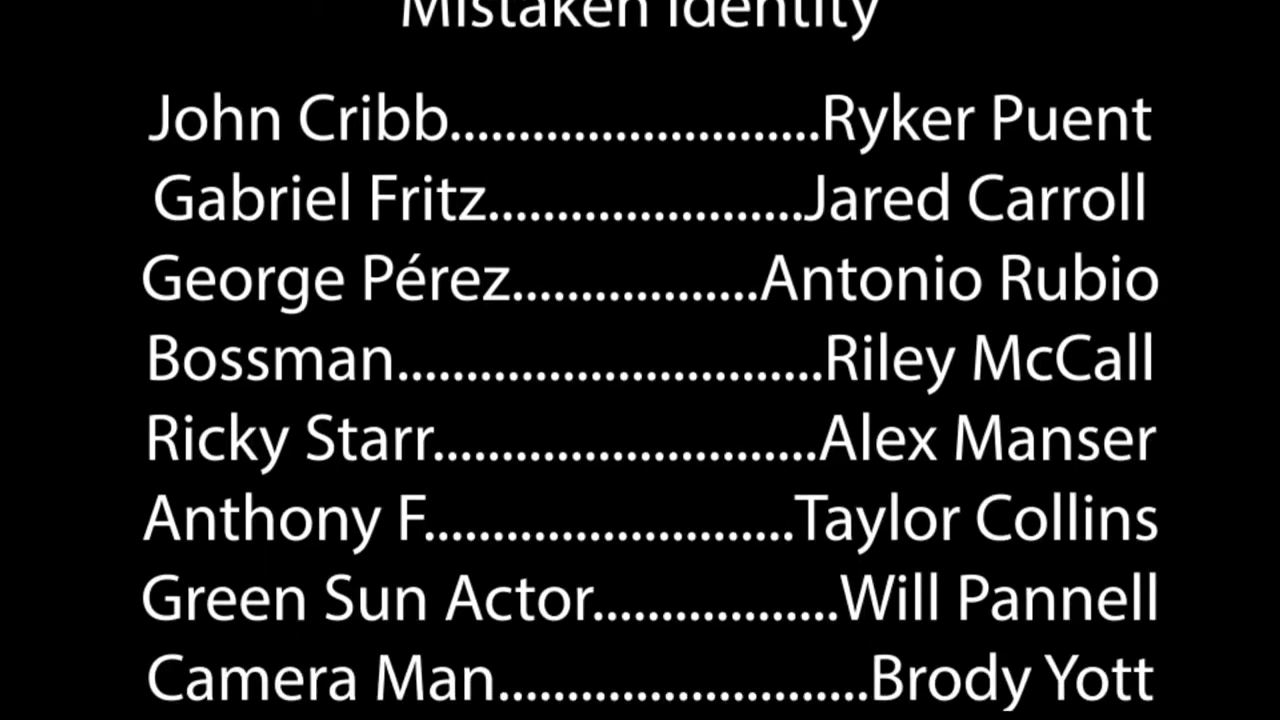 Mistaken Identity
John Cribb...........................Ryker Puent
Gabriel Fritz.......................Jared Carroll
George Pérez..................Antonio Rubio
Bossman...............................Riley McCall
Ricky Starr............................Alex Manser
Anthony F...........................Taylor Collins
Green Sun Actor..................Will Pannell
Camera Man...........................Brody Yott